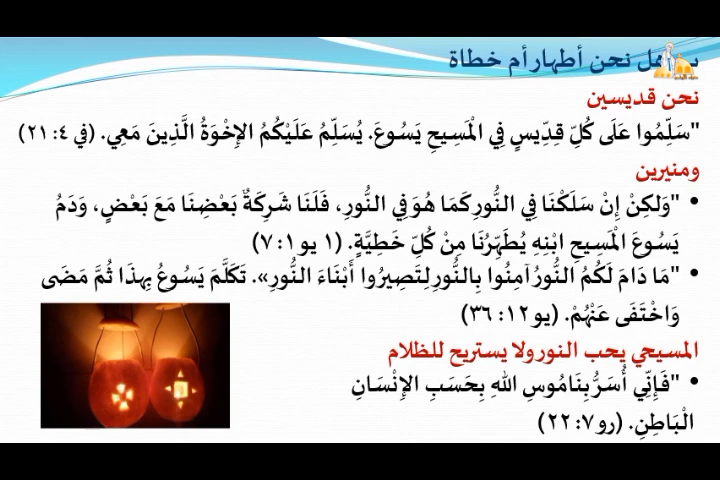 هل نحن أطهار أم خطاة
نحن قديسين
"سَلِّمُوا عَلَى كُلِّ قِدِّيسٍ فِي الْمَسِيحِ يَسُوعَ. يُسَلِّمُ عَلَيْكُمُ الإِخْوَةُ الَّذِينَ مَعِي. (في ٤: ٢١)
ومنيرين
• "وَلكِنْ إِنْ سَلَكْنَا فِي النُّورِ كَمَا هُوَ فِي النُّورِ، فَلَنَا شَرِكَةٌ بَعْضِنَا مَعَ بَعْضٍ، وَدَمُ
يَسُوعَ الْمَسِيحِ ابْنِهِ يُطَهِّرُنَا مِنْ كُلِّ خَطِيَّةٍ. (١ يو ١: ٧)
• "مَا دَامَ لَكُمُ النُّورُ آمِنُوا بِالنُّورِ لِتَصِيرُوا أَبْنَاءَ النُّورِ». تَكَلَّمَ يَسُوعُ بِهذَا ثُمَّ مَضَى
وَاخْتَفَى عَنْهُمْ. (يو ١٢: ٣٦)
المسيحي يحب النور ولا يستريح للظلام
• "فَإِنِّي أُسَرُّ بِنَامُوسِ اللهِ بِحَسَبِ الإِنْسَانِ
الْبَاطِنِ. (رو ٧: ٢٢)